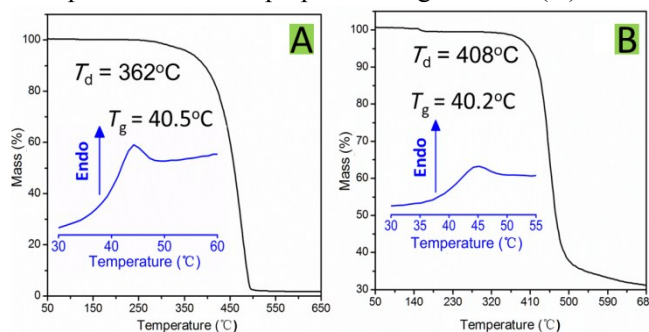 A
T_d = 362°C
T_g = 40.5°C
Endo
Mass (%)
100
80
60
40
20
0
30 40 50 60
Temperature (℃)
50 150 250 350 450 550 650
Temperature (℃)
B
T_d = 408°C
T_g = 40.2°C
Endo
Mass (%)
100
90
80
70
60
50
40
30
30 35 40 45 50 55
Temperature (℃)
50 140 230 320 410 500 590 68
Temperature (℃)